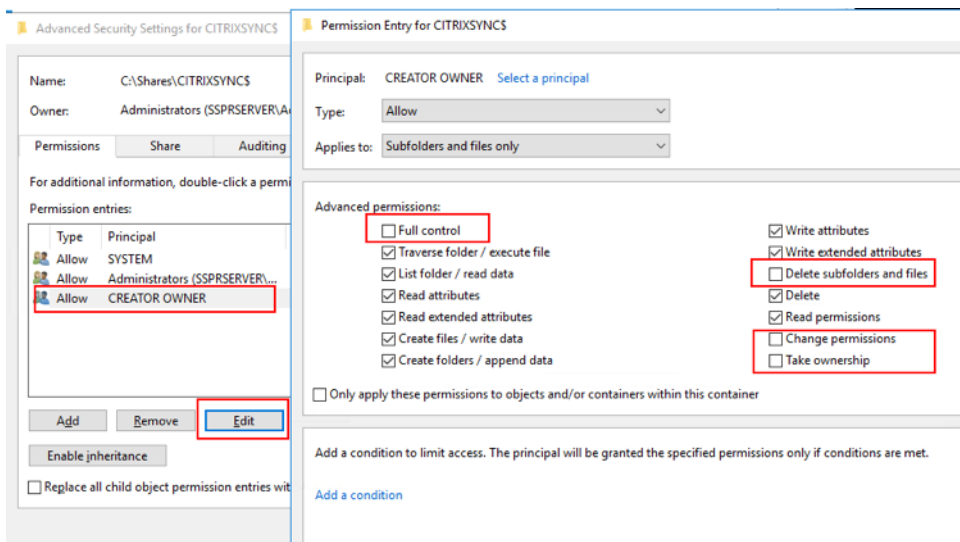 Advanced Security Settings for CITRIXSYNC$
Name: C:\Shares\CITRIXSYNC$
Owner: Administrators (SSPRSERVER\A
Permissions Share Auditing
For additional information, double-click a permi
Permission entries:
Type Principal
Allow SYSTEM
Allow Administrators (SSPRSERVER\...
Allow CREATOR OWNER
Add Remove Edit
Enable inheritance
Replace all child object permission entries wit
Permission Entry for CITRIXSYNC$
Principal: CREATOR OWNER Select a principal
Type: Allow
Applies to: Subfolders and files only
Advanced permissions:
Full control
Traverse folder / execute file
List folder / read data
Read attributes
Read extended attributes
Create files / write data
Create folders / append data
Write attributes
Write extended attributes
Delete subfolders and files
Delete
Read permissions
Change permissions
Take ownership
Only apply these permissions to objects and/or containers within this container
Add a condition to limit access. The principal will be granted the specified permissions only if conditions are met.
Add a condition